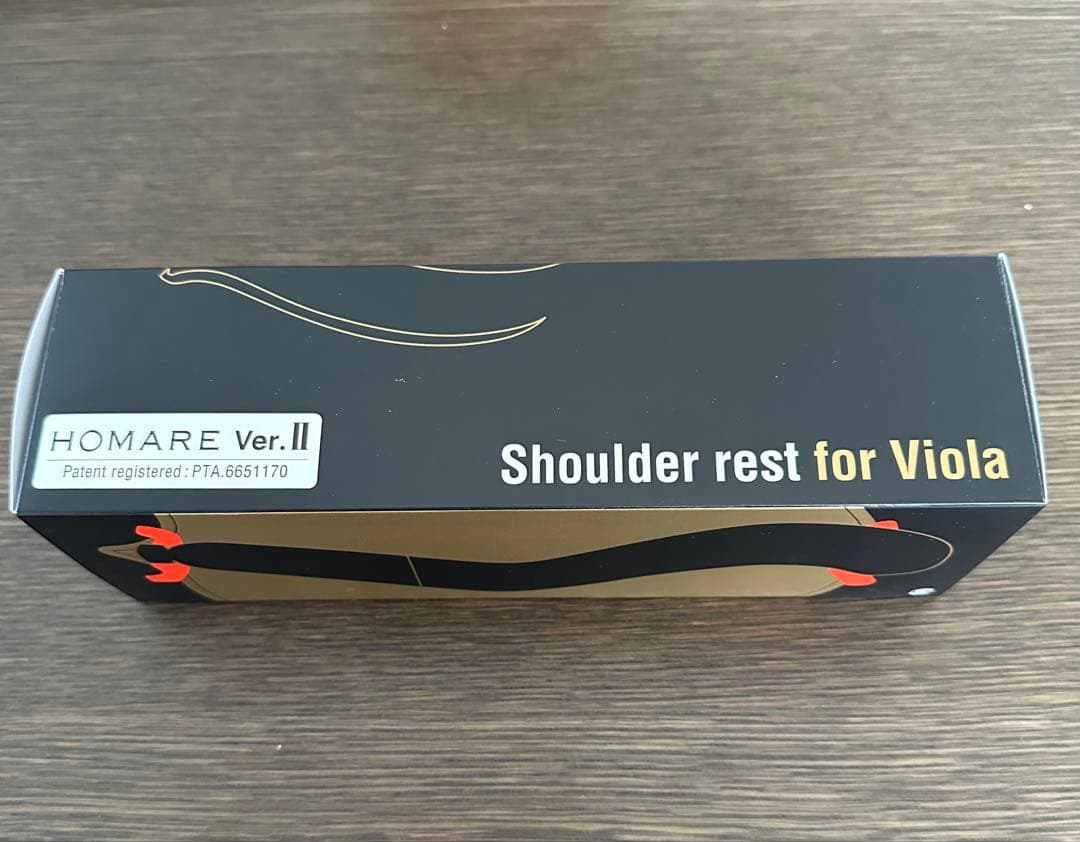 HOMARE Ver.II
Patent registered : PTA.6651170
Shoulder rest for Viola